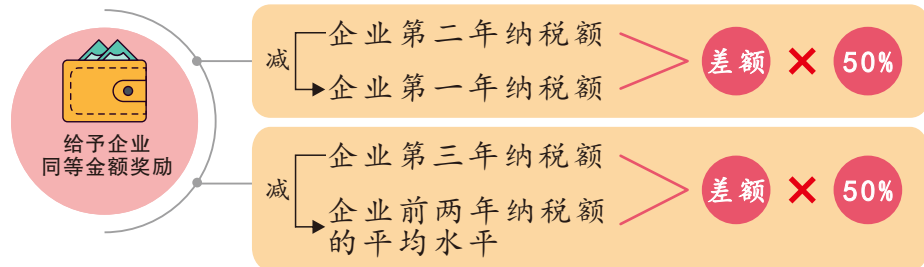 给予企业
同等金额奖励
减
企业第二年纳税额
企业第一年纳税额
差额
×
50%
减
企业第三年纳税额
企业前两年纳税额
的平均水平
差额
×
50%